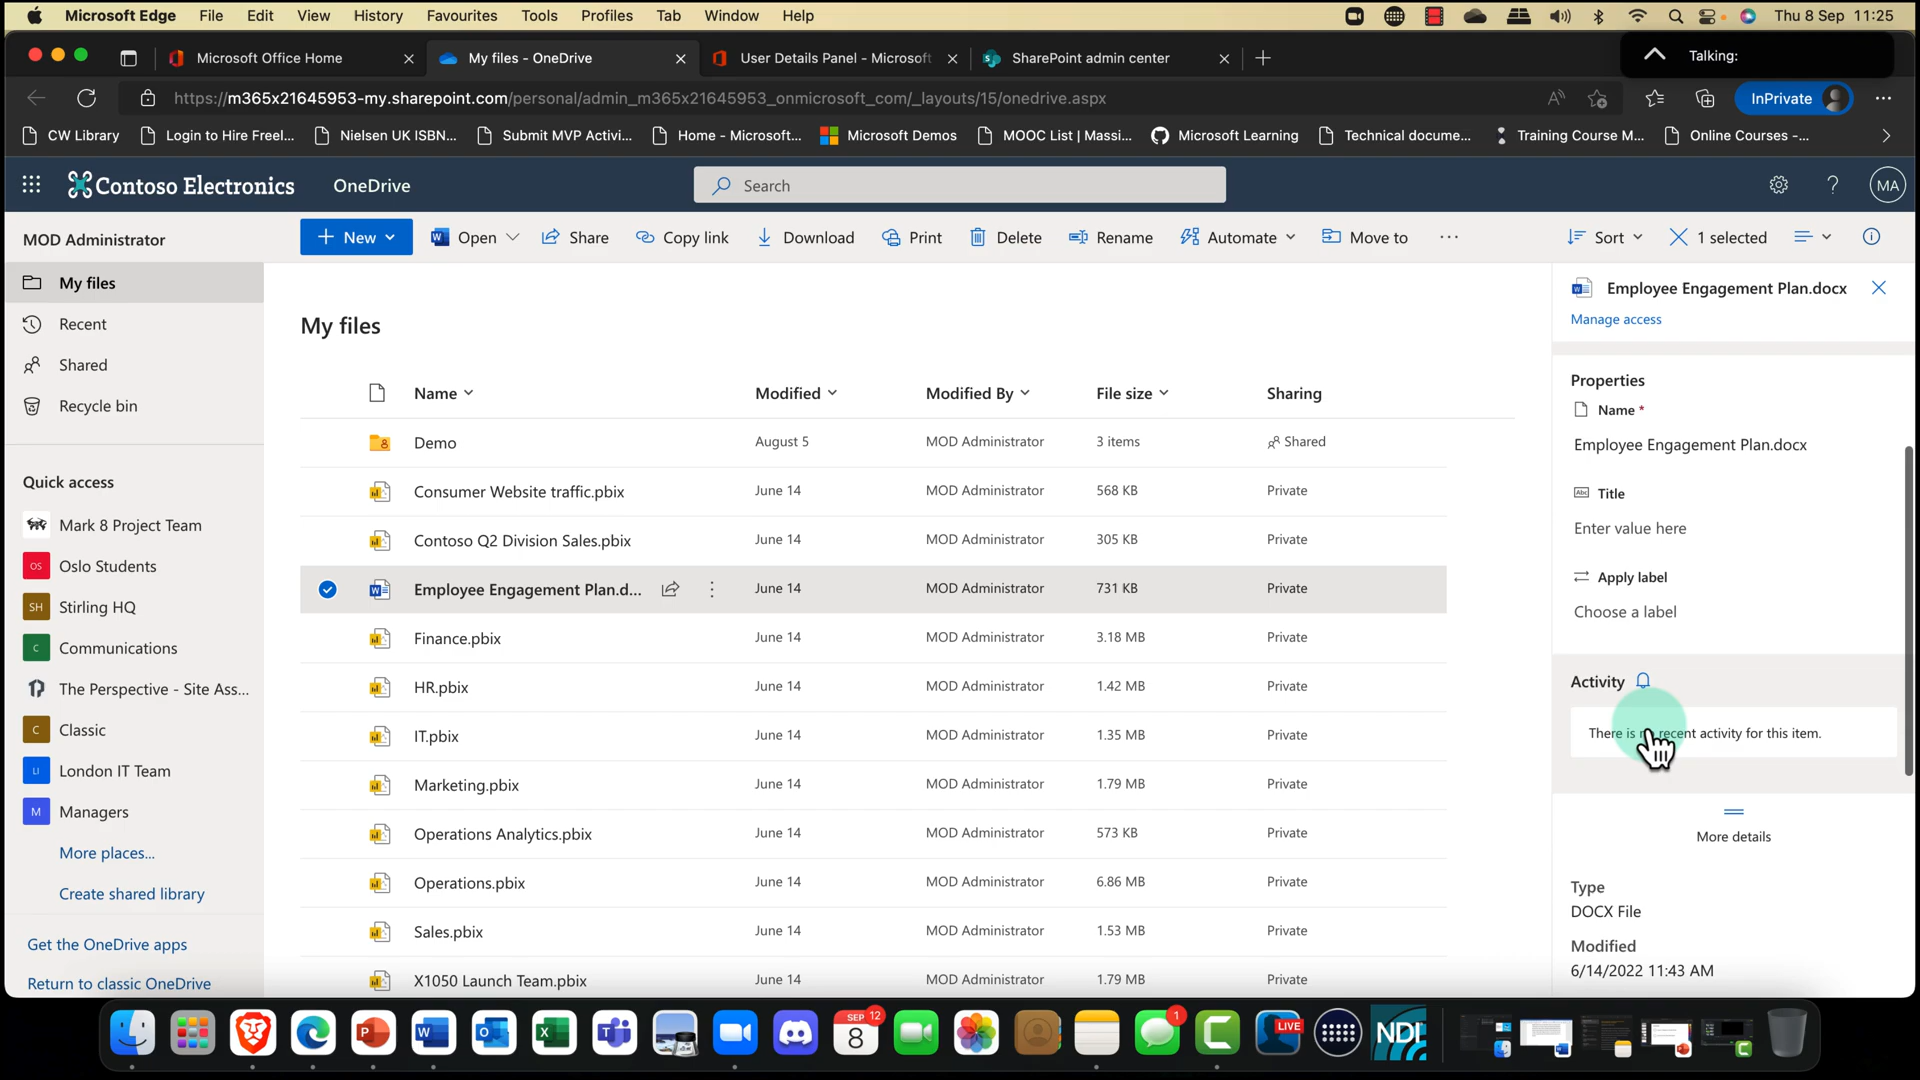 Microsoft Edge File Edit View History Favourites Tools Profiles Tab Window Help Thu 8 Sep 11:25
Microsoft Office Home My files - OneDrive User Details Panel - Microsoft SharePoint admin center Talking:
https://m365x21645953-my.sharepoint.com/personal/admin_m365x21645953_onmicrosoft_com/_layouts/15/onedrive.aspx InPrivate
CW Library Login to Hire Freel... Nielsen UK ISBN... Submit MVP Activi... Home - Microsoft... Microsoft Demos MOOC List | Massi... Microsoft Learning Technical docume... Training Course M... Online Courses -...
Contoso Electronics OneDrive Search ? MA
MOD Administrator
New Open Share Copy link Download Print Delete Rename Automate Move to ... Sort 1 selected
My files
Recent
Shared
Recycle bin
Quick access
Mark 8 Project Team
OS Oslo Students
SH Stirling HQ
C Communications
The Perspective - Site Ass...
C Classic
LI London IT Team
M Managers
More places...
Create shared library
Get the OneDrive apps
Return to classic OneDrive
My files
Name Modified Modified By File size Sharing
Demo August 5 MOD Administrator 3 items Shared
Consumer Website traffic.pbix June 14 MOD Administrator 568 KB Private
Contoso Q2 Division Sales.pbix June 14 MOD Administrator 305 KB Private
Employee Engagement Plan.d... June 14 MOD Administrator 731 KB Private
Finance.pbix June 14 MOD Administrator 3.18 MB Private
HR.pbix June 14 MOD Administrator 1.42 MB Private
IT.pbix June 14 MOD Administrator 1.35 MB Private
Marketing.pbix June 14 MOD Administrator 1.79 MB Private
Operations Analytics.pbix June 14 MOD Administrator 573 KB Private
Operations.pbix June 14 MOD Administrator 6.86 MB Private
Sales.pbix June 14 MOD Administrator 1.53 MB Private
X1050 Launch Team.pbix June 14 MOD Administrator 1.79 MB Private
Employee Engagement Plan.docx
Manage access
Properties
Name *
Employee Engagement Plan.docx
Abc Title
Enter value here
Apply label
Choose a label
Activity
There is recent activity for this item.
More details
Type
DOCX File
Modified
6/14/2022 11:43 AM
SEP 12
8
1
LIVE
NDI